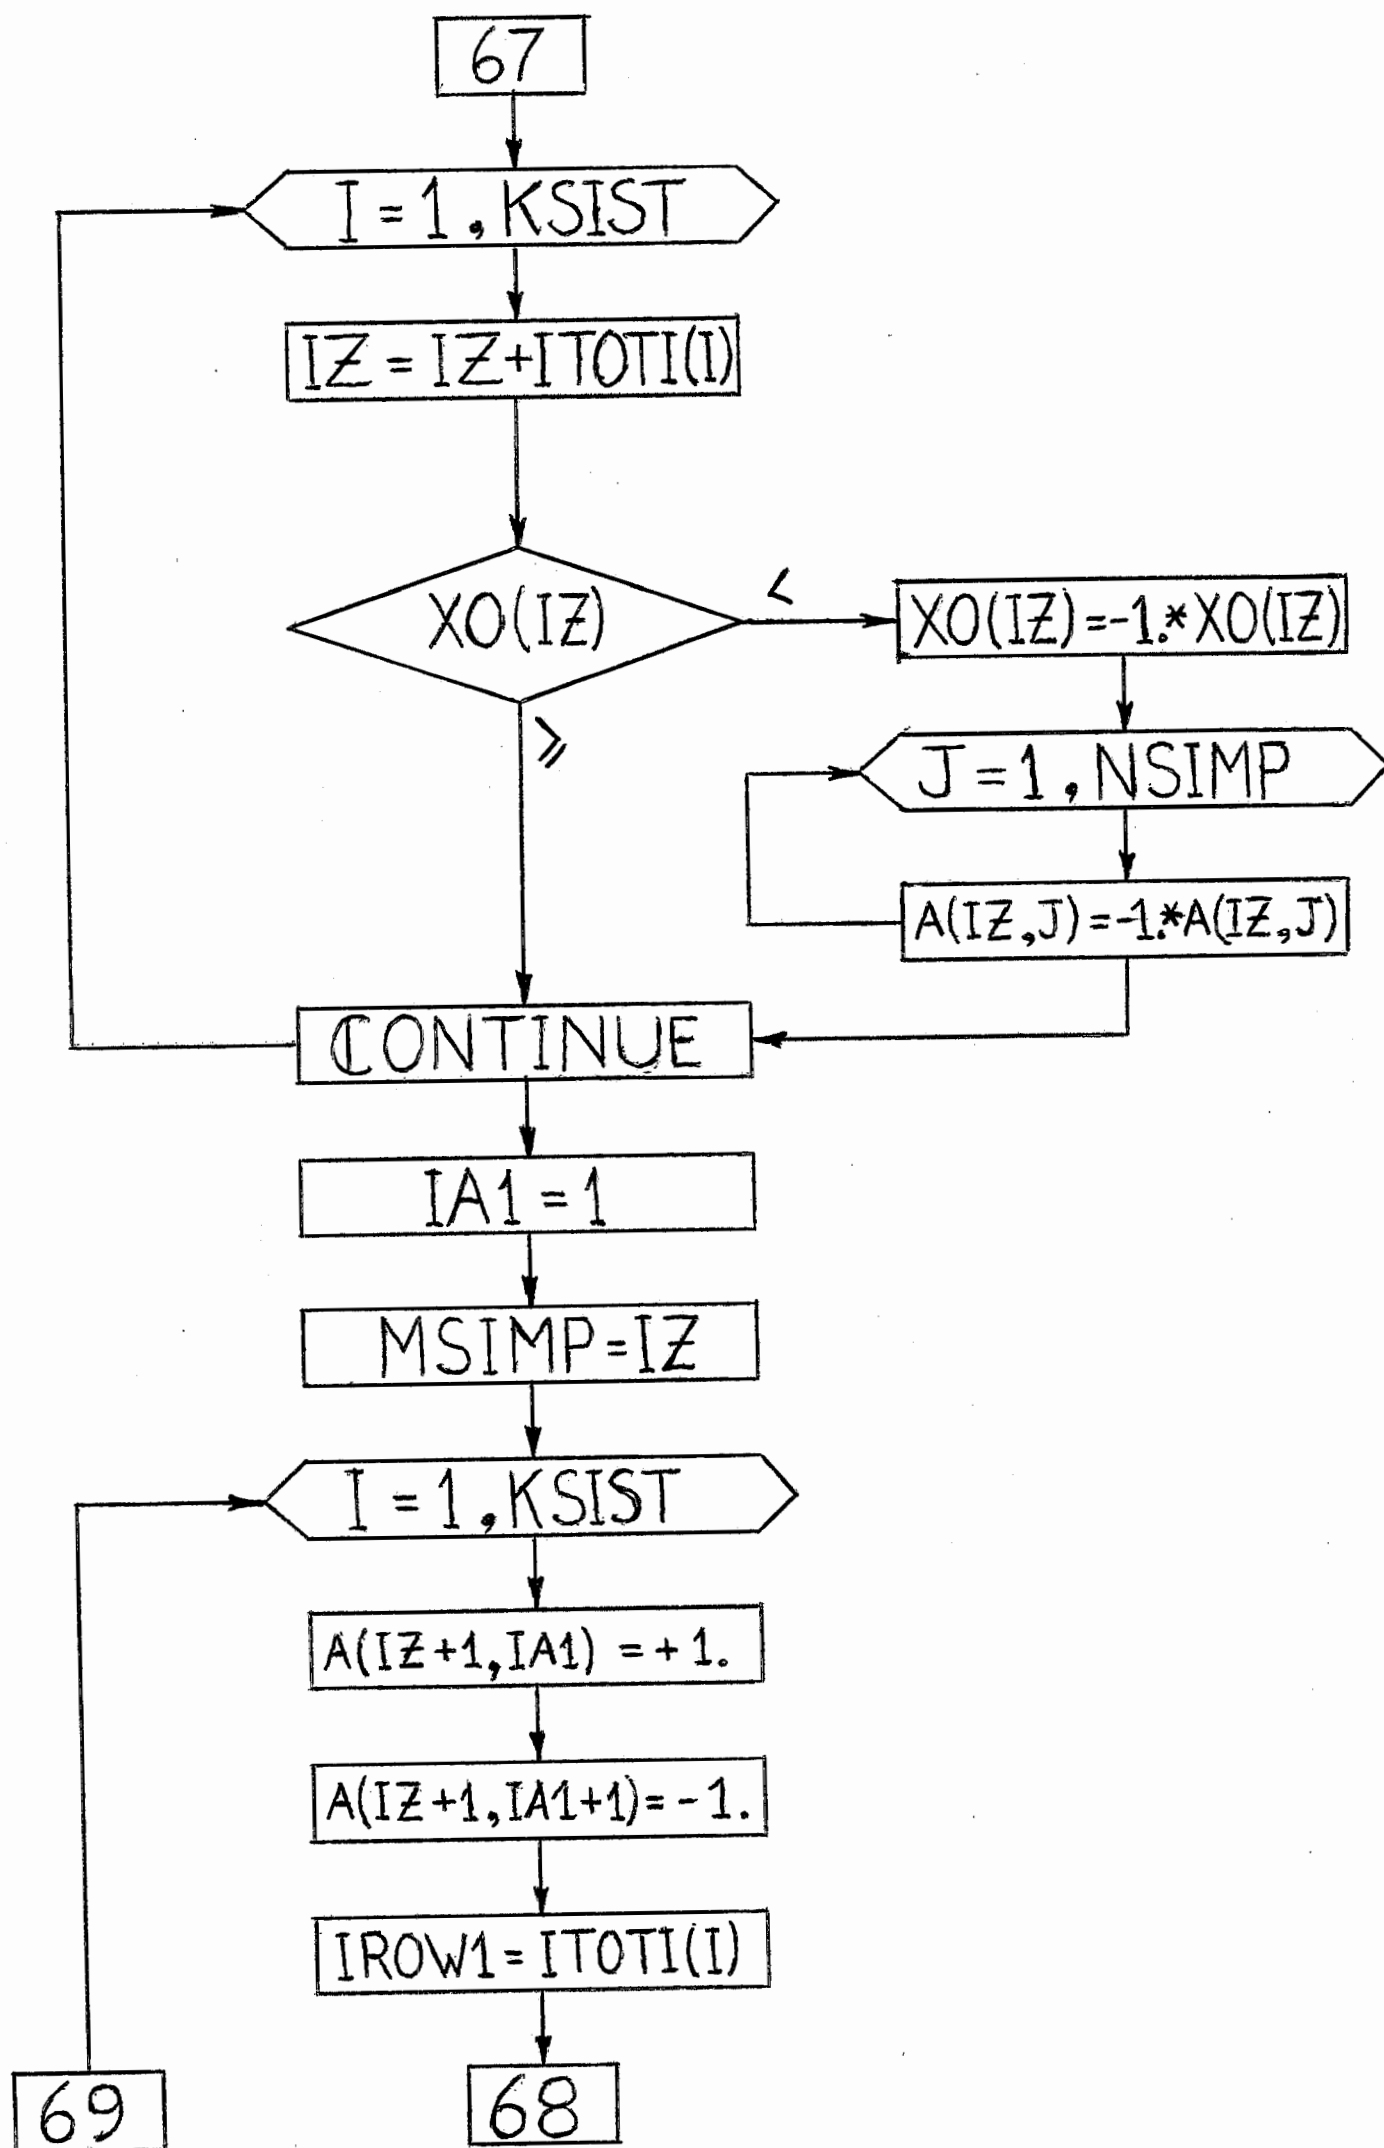 67
I = 1, KSIST
IZ = IZ+ITOTI(I)
XO(IZ)
<
XO(IZ)=-1.*XO(IZ)
⩾
J = 1, NSIMP
A(IZ,J)=-1.*A(IZ,J)
CONTINUE
IA1 = 1
MSIMP=IZ
I = 1, KSIST
A(IZ+1,IA1) = +1.
A(IZ+1,IA1+1)=-1.
IROW1=ITOTI(I)
69
68